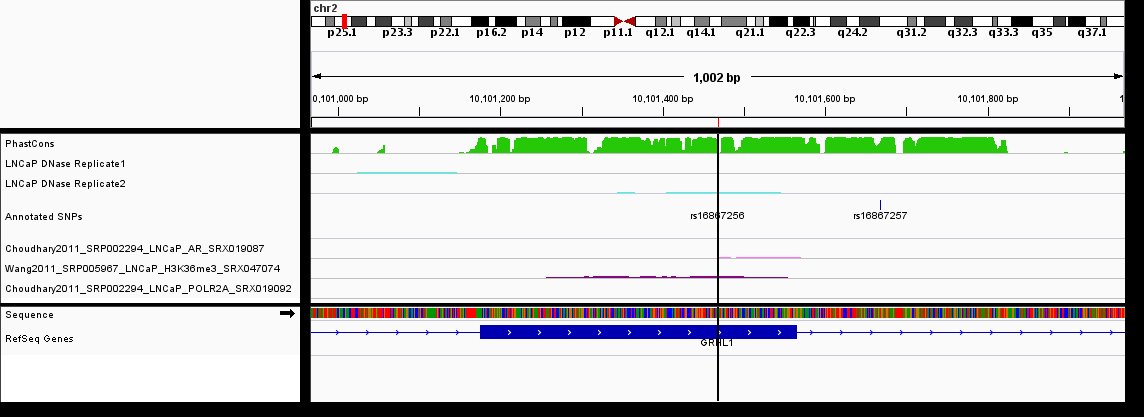 chr2
p25.1 p23.3 p22.1 p16.2 p14 p12 p11.1 q12.1 q14.1 q21.1 q22.3 q24.2 q31.2 q32.3 q33.3 q35 q37.1
1,002 bp
0,101,000 bp 10,101,200 bp 10,101,400 bp 10,101,600 bp 10,101,800 bp 1
PhastCons
LNCaP DNase Replicate1
LNCaP DNase Replicate2
Annotated SNPs rs16867256 rs16867257
Choudhary2011_SRP002294_LNCaP_AR_SRX019087
Wang2011_SRP005967_LNCaP_H3K36me3_SRX047074
Choudhary2011_SRP002294_LNCaP_POLR2A_SRX019092
Sequence
RefSeq Genes GRHL1